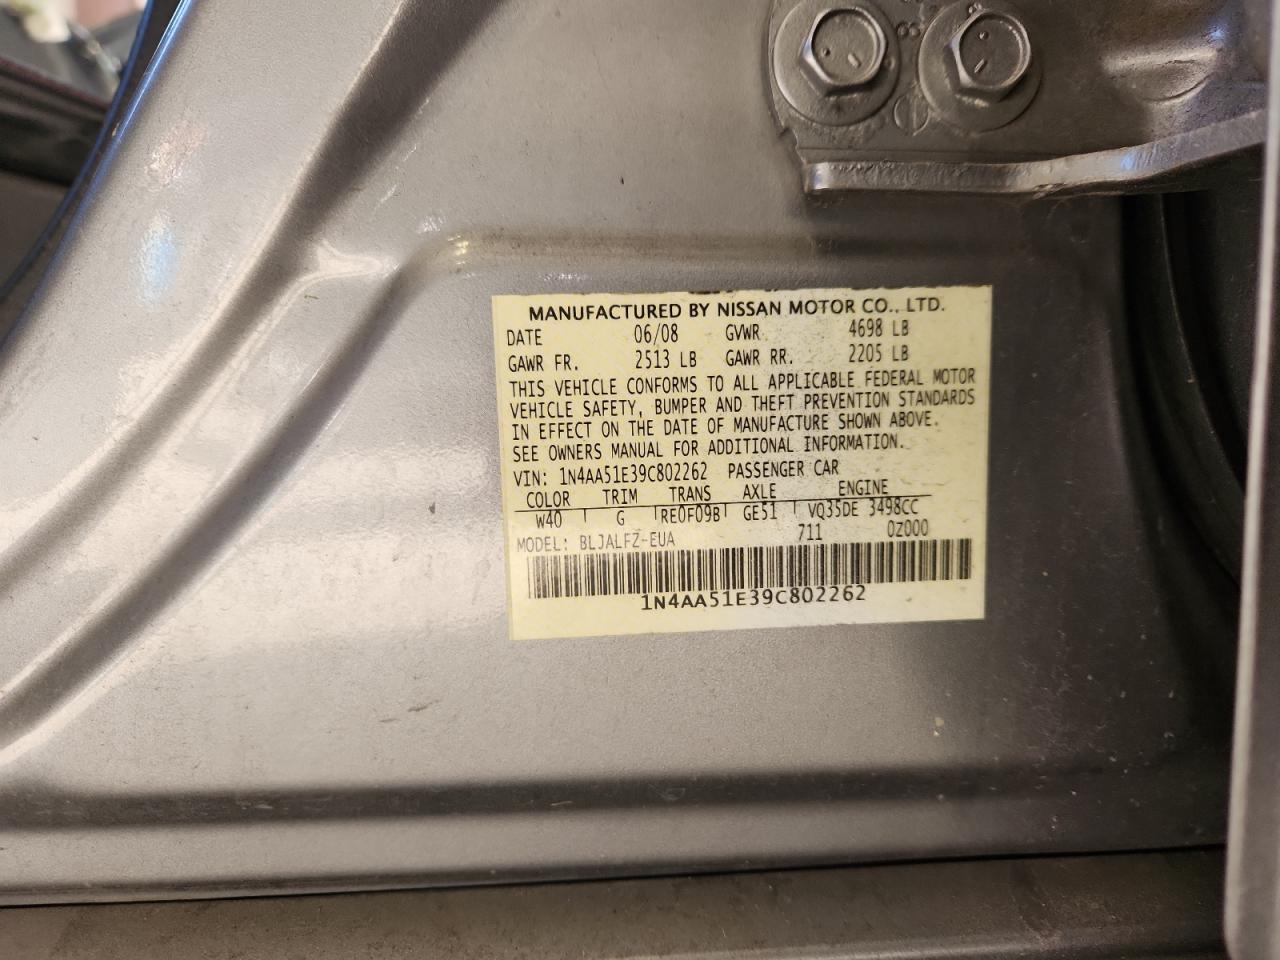 MANUFACTURED BY NISSAN MOTOR CO., LTD.
DATE 06/08 GVWR 4698 LB
GAWR FR. 2513 LB GAWR RR. 2205 LB
THIS VEHICLE CONFORMS TO ALL APPLICABLE FEDERAL MOTOR
VEHICLE SAFETY, BUMPER AND THEFT PREVENTION STANDARDS
IN EFFECT ON THE DATE OF MANUFACTURE SHOWN ABOVE.
SEE OWNERS MANUAL FOR ADDITIONAL INFORMATION.
VIN: 1N4AA51E39C802262 PASSENGER CAR
COLOR TRIM TRANS AXLE ENGINE
W40 G RE0F09B GE51 VQ35DE 3498CC
MODEL: BLJALFZ-EUA 711 0Z000
1N4AA51E39C802262